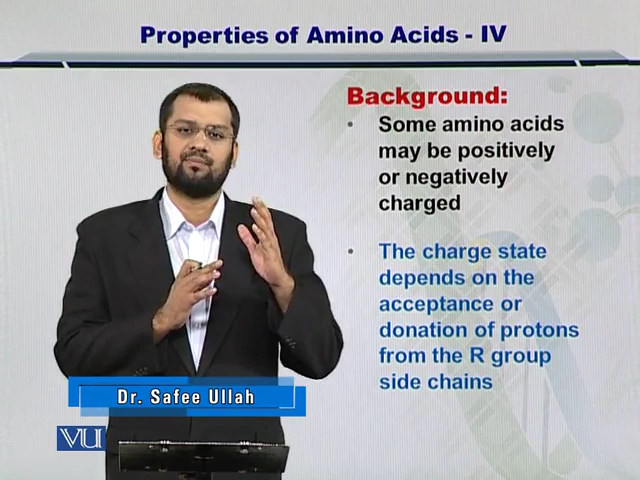 Properties of Amino Acids - IV
Background:
• Some amino acids
may be positively
or negatively
charged
• The charge state
depends on the
acceptance or
donation of protons
from the R group
side chains
Dr. Safee Ullah
VU